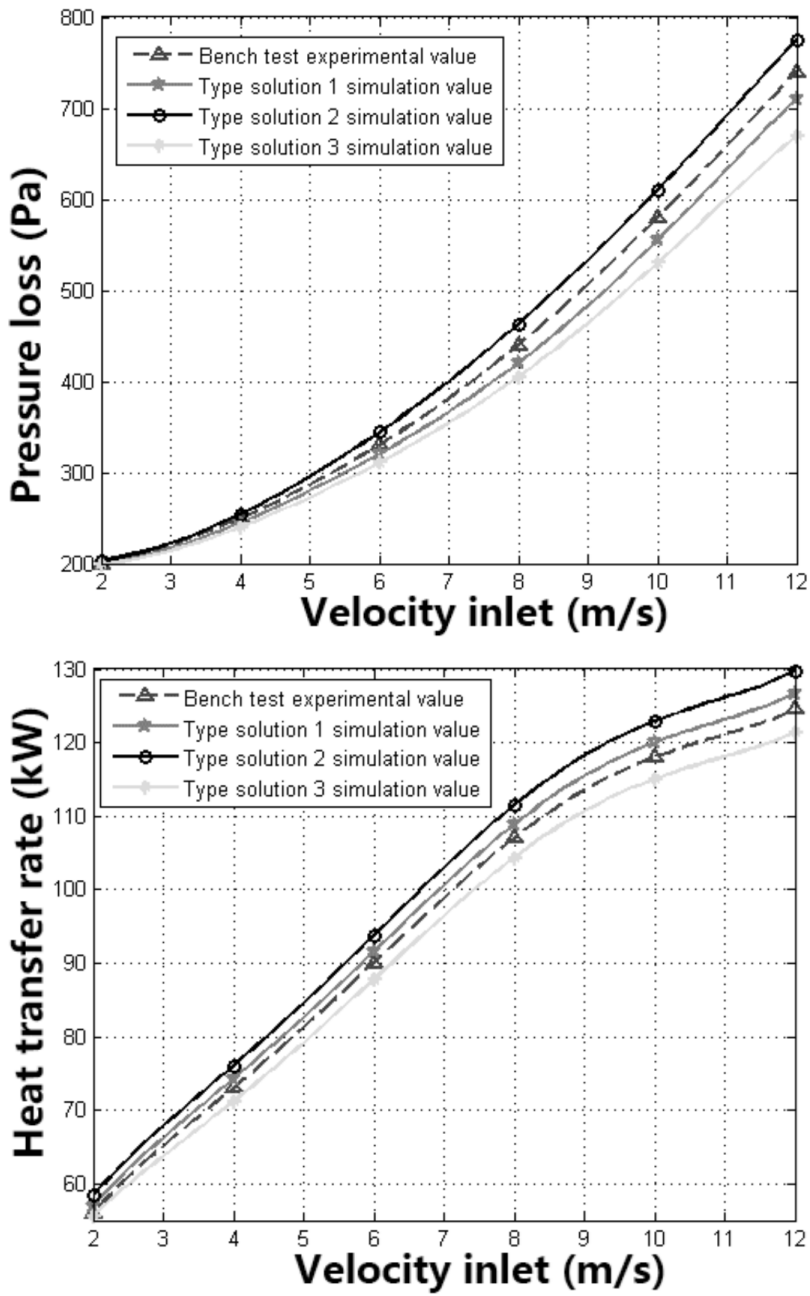 800
700
600
500
400
300
200
Pressure loss (Pa)
Bench test experimental value
Type solution 1 simulation value
Type solution 2 simulation value
Type solution 3 simulation value
2 3 4 5 6 7 8 9 10 11 12
Velocity inlet (m/s)
130
120
110
100
90
80
70
60
Heat transfer rate (kW)
Bench test experimental value
Type solution 1 simulation value
Type solution 2 simulation value
Type solution 3 simulation value
2 3 4 5 6 7 8 9 10 11 12
Velocity inlet (m/s)